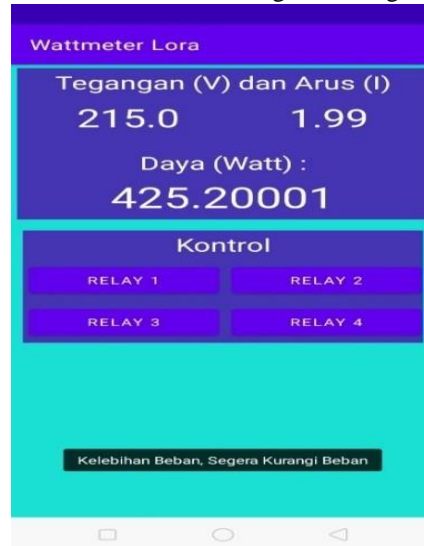 Wattmeter Lora
Tegangan (V) dan Arus (I)
215.0 1.99
Daya (Watt) :
425.20001
Kontrol
RELAY 1 RELAY 2
RELAY 3 RELAY 4
Kelebihan Beban, Segera Kurangi Beban